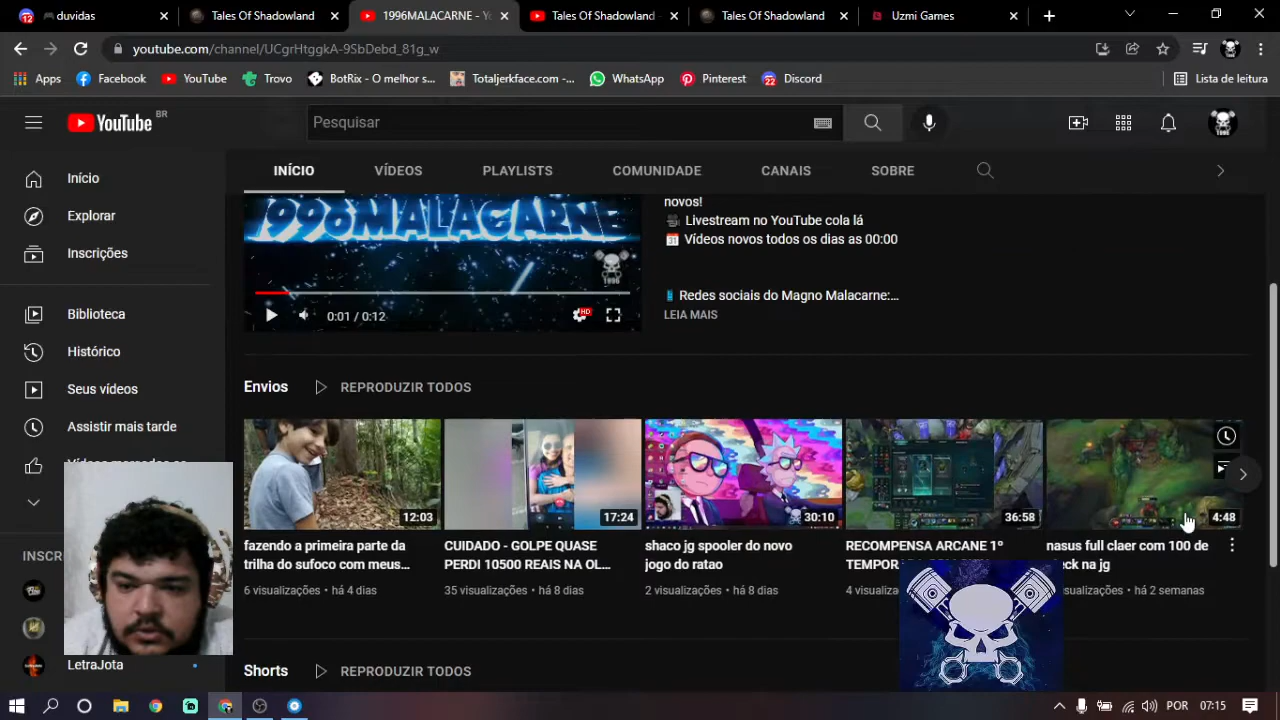 12 duvidas
Tales Of Shadowland
1996MALACARNE - Yo
Tales Of Shadowland -
Tales Of Shadowland
Uzmi Games
youtube.com/channel/UCgrHtggkA-9SbDebd_81g_w
Apps Facebook YouTube Trovo BotRix - O melhor s... Totaljerkface.com -... WhatsApp Pinterest 22 Discord Lista de leitura
YouTube BR
Pesquisar
1996
Início
Explorar
Inscrições
Biblioteca
Histórico
Seus vídeos
Assistir mais tarde
INSCR
LetraJota
INÍCIO VÍDEOS PLAYLISTS COMUNIDADE CANAIS SOBRE
1996MALACARNE
1996
0:01 / 0:12
HD
novos!
Livestream no YouTube cola lá
Vídeos novos todos os dias as 00:00
Redes sociais do Magno Malacarne:...
LEIA MAIS
Envios REPRODUZIR TODOS
12:03
fazendo a primeira parte da
trilha do sufoco com meus...
6 visualizações • há 4 dias
17:24
CUIDADO - GOLPE QUASE
PERDI 10500 REAIS NA OL...
35 visualizações • há 8 dias
30:10
shaco jg spooler do novo
jogo do ratao
2 visualizações • há 8 dias
36:58
RECOMPENSA ARCANE 1º
TEMPOR
4 visualiza
4:48
nasus full claer com 100 de
eck na jg
sualizações • há 2 semanas
Shorts REPRODUZIR TODOS
POR 07:15